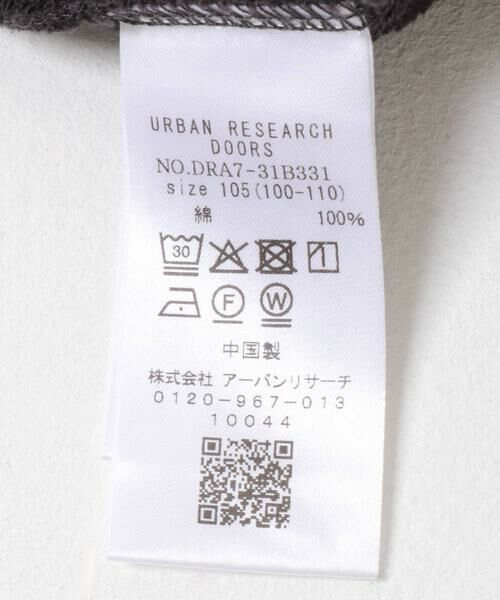 URBAN RESEARCH
DOORS
NO.DRA7-31B331
size 105(100-110)
綿 100%
30
F W
中国製
株式会社 アーバンリサーチ
0120-967-013
10044